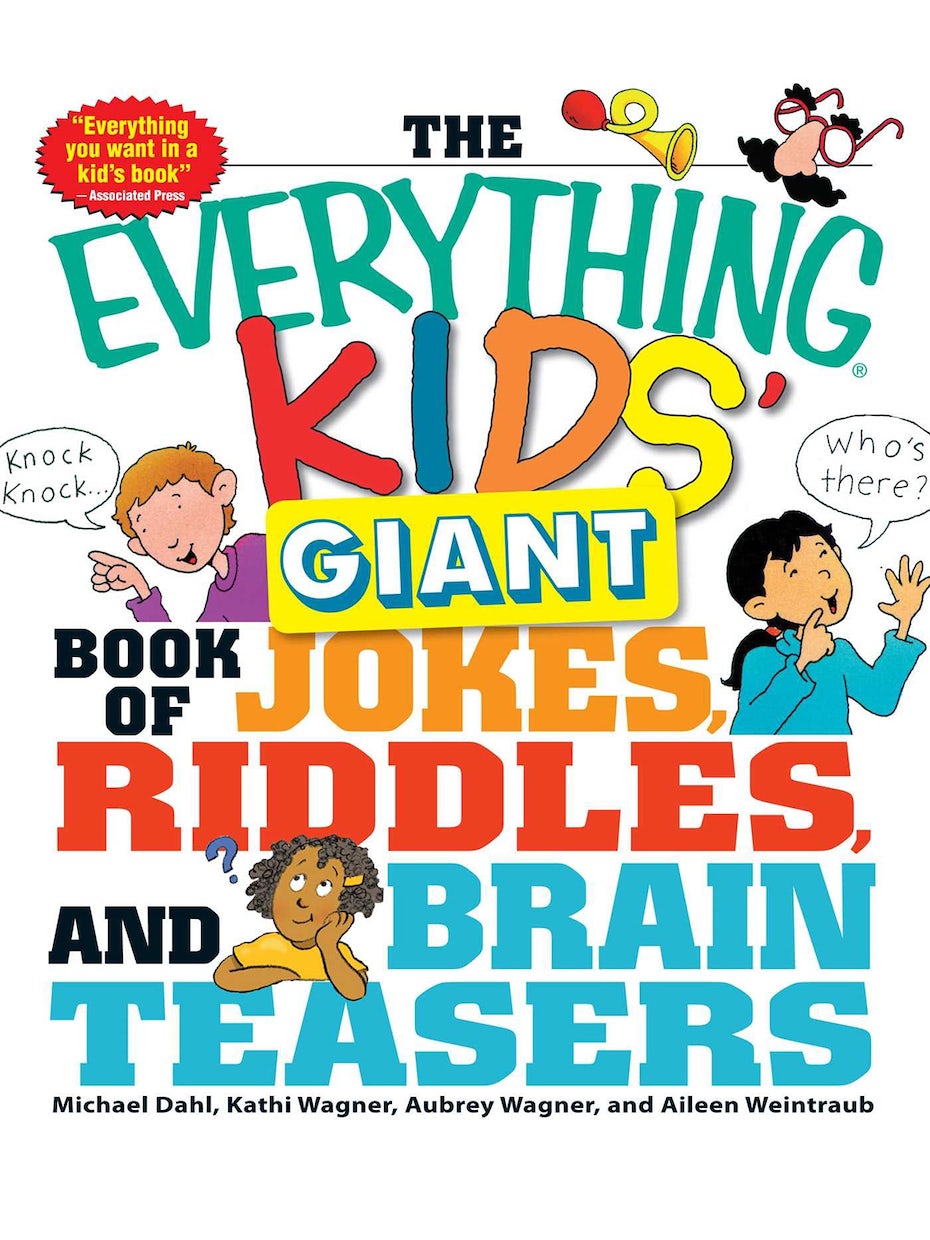 “Everything
you want in a
kid’s book”
— Associated Press
THE
EVERYTHING®
KIDS’
Knock
Knock...
Who's
there?
GIANT
BOOK
OF
JOKES,
RIDDLES,
?
AND
BRAIN
TEASERS
Michael Dahl, Kathi Wagner, Aubrey Wagner, and Aileen Weintraub